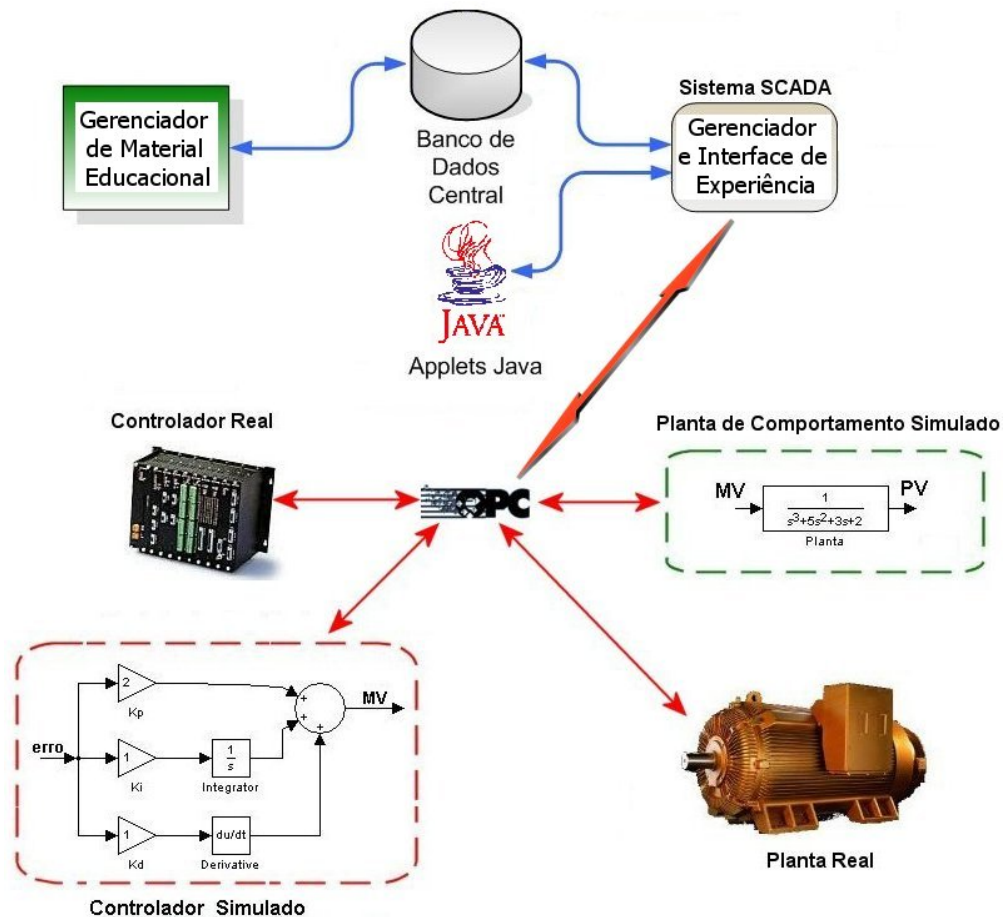 Gerenciador
de Material
Educacional
Banco de
Dados
Central
Sistema SCADA
Gerenciador
e Interface de
Experiência
JAVA
Applets Java
Controlador Real
OPC
Planta de Comportamento Simulado
MV
1
s³+5s²+3s+2
Planta
PV
erro
2
Kp
1
Ki
1
s
Integrator
1
Kd
du/dt
Derivative
+
+
+
MV
Controlador Simulado
Planta Real